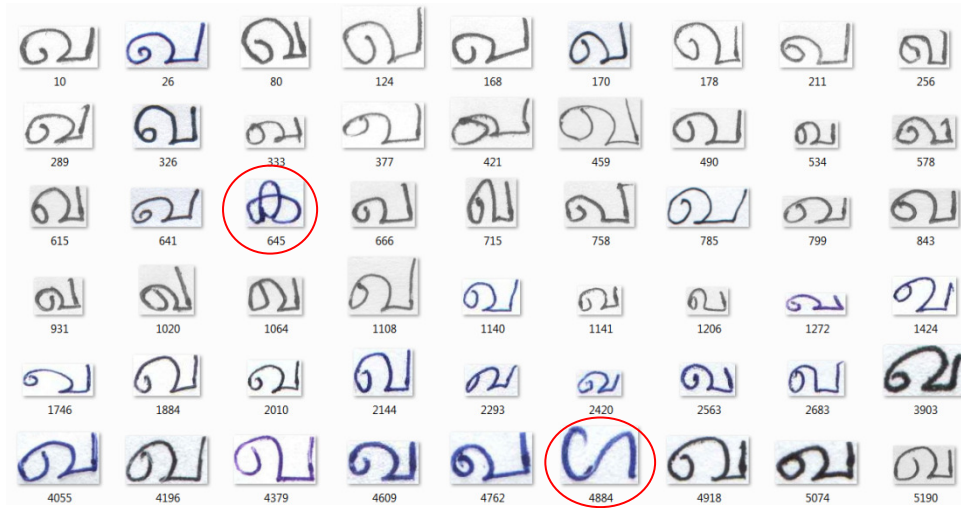 വ വ വ വ വ വ വ വ വ
10 26 80 124 168 170 178 211 256
വ വ വ വ വ വ വ വ വ
289 326 333 377 421 459 490 534 578
വ വ ക വ വ വ വ വ വ
615 641 645 666 715 758 785 799 843
വ വ വ വ വ വ വ വ വ
931 1020 1064 1108 1140 1141 1206 1272 1424
വ വ വ വ വ വ വ വ വ
1746 1884 2010 2144 2293 2420 2563 2683 3903
വ വ വ വ വ ഗ വ വ വ
4055 4196 4379 4609 4762 4884 4918 5074 5190